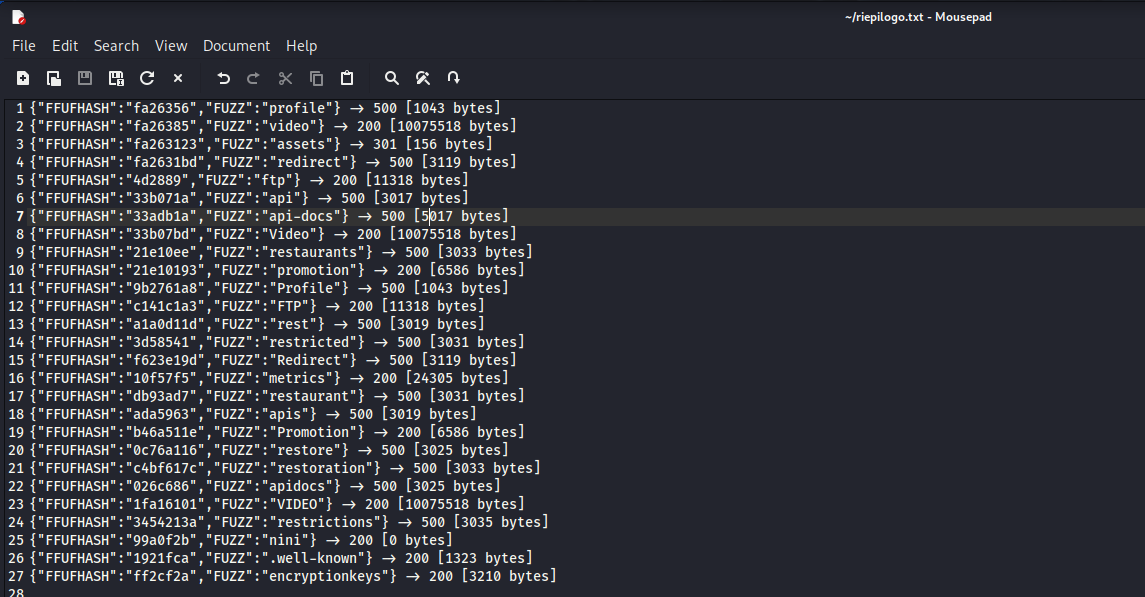 ~/riepilogo.txt - Mousepad
File Edit Search View Document Help
1 {"FFUFHASH":"fa26356","FUZZ":"profile"} → 500 [1043 bytes]
2 {"FFUFHASH":"fa26385","FUZZ":"video"} → 200 [10075518 bytes]
3 {"FFUFHASH":"fa263123","FUZZ":"assets"} → 301 [156 bytes]
4 {"FFUFHASH":"fa2631bd","FUZZ":"redirect"} → 500 [3119 bytes]
5 {"FFUFHASH":"4d2889","FUZZ":"ftp"} → 200 [11318 bytes]
6 {"FFUFHASH":"33b071a","FUZZ":"api"} → 500 [3017 bytes]
7 {"FFUFHASH":"33adb1a","FUZZ":"api-docs"} → 500 [5017 bytes]
8 {"FFUFHASH":"33b07bd","FUZZ":"Video"} → 200 [10075518 bytes]
9 {"FFUFHASH":"21e10ee","FUZZ":"restaurants"} → 500 [3033 bytes]
10 {"FFUFHASH":"21e10193","FUZZ":"promotion"} → 200 [6586 bytes]
11 {"FFUFHASH":"9b2761a8","FUZZ":"Profile"} → 500 [1043 bytes]
12 {"FFUFHASH":"c141c1a3","FUZZ":"FTP"} → 200 [11318 bytes]
13 {"FFUFHASH":"a1a0d11d","FUZZ":"rest"} → 500 [3019 bytes]
14 {"FFUFHASH":"3d58541","FUZZ":"restricted"} → 500 [3031 bytes]
15 {"FFUFHASH":"f623e19d","FUZZ":"Redirect"} → 500 [3119 bytes]
16 {"FFUFHASH":"10f57f5","FUZZ":"metrics"} → 200 [24305 bytes]
17 {"FFUFHASH":"db93ad7","FUZZ":"restaurant"} → 500 [3031 bytes]
18 {"FFUFHASH":"ada5963","FUZZ":"apis"} → 500 [3019 bytes]
19 {"FFUFHASH":"b46a511e","FUZZ":"Promotion"} → 200 [6586 bytes]
20 {"FFUFHASH":"0c76a116","FUZZ":"restore"} → 500 [3025 bytes]
21 {"FFUFHASH":"c4bf617c","FUZZ":"restoration"} → 500 [3033 bytes]
22 {"FFUFHASH":"026c686","FUZZ":"apidocs"} → 500 [3025 bytes]
23 {"FFUFHASH":"1fa16101","FUZZ":"VIDEO"} → 200 [10075518 bytes]
24 {"FFUFHASH":"3454213a","FUZZ":"restrictions"} → 500 [3035 bytes]
25 {"FFUFHASH":"99a0f2b","FUZZ":"nini"} → 200 [0 bytes]
26 {"FFUFHASH":"1921fca","FUZZ":".well-known"} → 200 [1323 bytes]
27 {"FFUFHASH":"ff2cf2a","FUZZ":"encryptionkeys"} → 200 [3210 bytes]
28